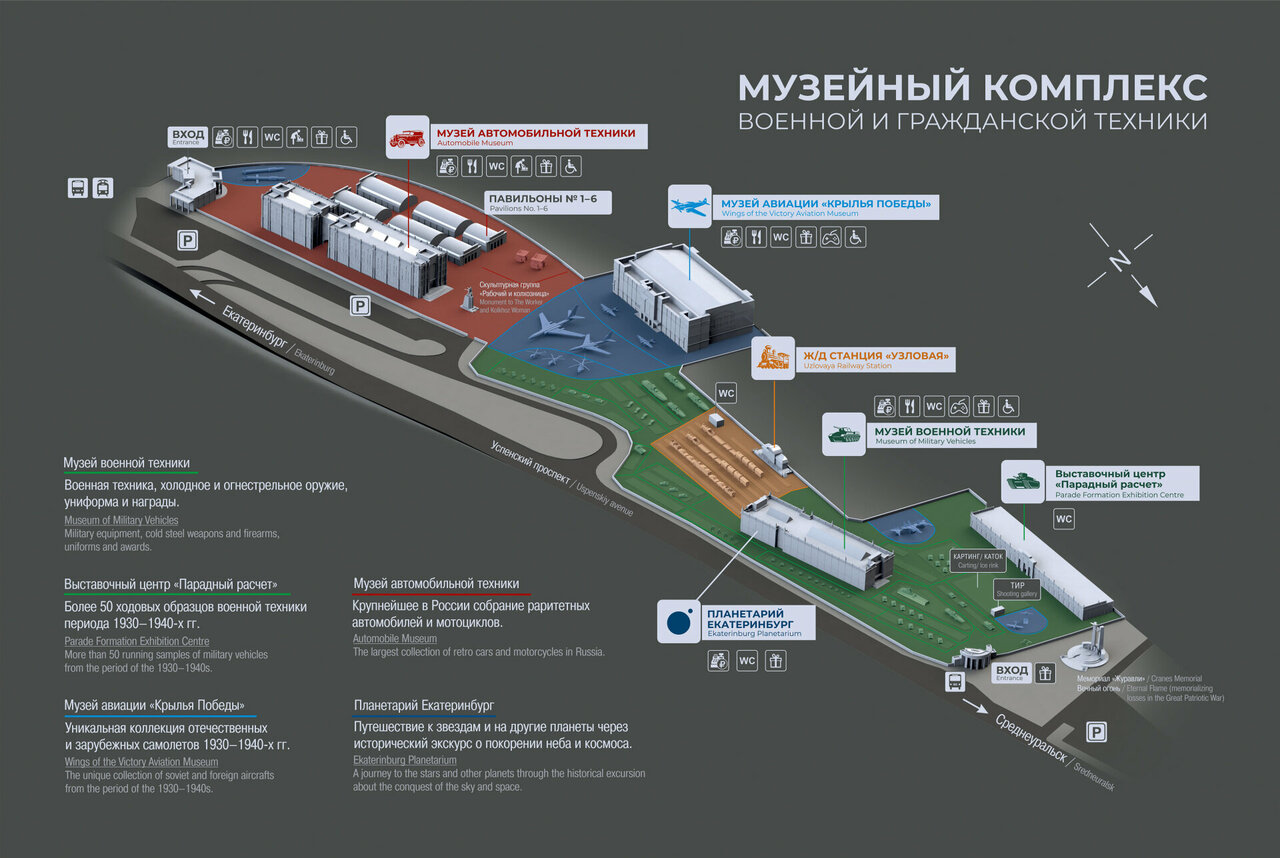 МУЗЕЙНЫЙ КОМПЛЕКС
ВОЕННОЙ И ГРАЖДАНСКОЙ ТЕХНИКИ
ВХОД
Entrance
WC
МУЗЕЙ АВТОМОБИЛЬНОЙ ТЕХНИКИ
Automobile Museum
WC
ПАВИЛЬОНЫ № 1–6
Pavilions No. 1–6
МУЗЕЙ АВИАЦИИ «КРЫЛЬЯ ПОБЕДЫ»
Wings of the Victory Aviation Museum
WC
P
P
N
Скульптурная группа
«Рабочий и колхозница»
Monument to The Worker
and Kolkhoz Woman
Екатеринбург / Ekaterinburg
Ж/Д СТАНЦИЯ «УЗЛОВАЯ»
Uzlovaya Railway Station
WC
WC
МУЗЕЙ ВОЕННОЙ ТЕХНИКИ
Museum of Military Vehicles
Успенский проспект / Uspenskiy avenue
Выставочный центр
«Парадный расчет»
Parade Formation Exhibition Centre
WC
КАРТИНГ/ КАТОК
Carting/ Ice rink
ТИР
Shooting gallery
ПЛАНЕТАРИЙ
ЕКАТЕРИНБУРГ
Ekaterinburg Planetarium
WC
ВХОД
Entrance
Мемориал «Журавли» / Cranes Memorial
Вечный огонь / Eternal Flame (memorializing
losses in the Great Patriotic War)
P
Среднеуральск / Sredneuralsk
Музей военной техники
Военная техника, холодное и огнестрельное оружие,
униформа и награды.
Museum of Military Vehicles
Military equipment, cold steel weapons and firearms,
uniforms and awards.
Выставочный центр «Парадный расчет»
Более 50 ходовых образцов военной техники
периода 1930–1940-х гг.
Parade Formation Exhibition Centre
More than 50 running samples of military vehicles
from the period of the 1930–1940s.
Музей авиации «Крылья Победы»
Уникальная коллекция отечественных
и зарубежных самолетов 1930–1940-х гг.
Wings of the Victory Aviation Museum
The unique collection of soviet and foreign aircrafts
from the period of the 1930–1940s.
Музей автомобильной техники
Крупнейшее в России собрание раритетных
автомобилей и мотоциклов.
Automobile Museum
The largest collection of retro cars and motorcycles in Russia.
Планетарий Екатеринбург
Путешествие к звездам и на другие планеты через
исторический экскурс о покорении неба и космоса.
Ekaterinburg Planetarium
A journey to the stars and other planets through the historical excursion
about the conquest of the sky and space.